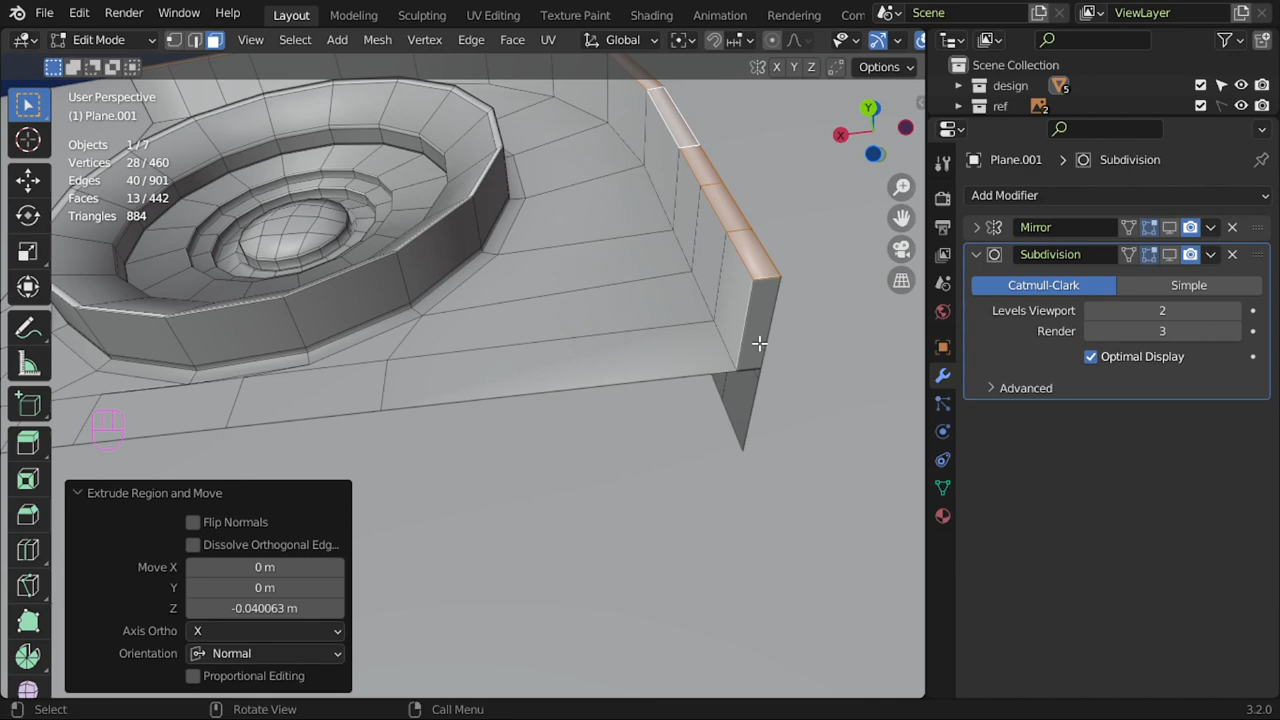 File Edit Render Window Help Layout Modeling Sculpting UV Editing Texture Paint Shading Animation Rendering Com Scene ViewLayer
Edit Mode View Select Add Mesh Vertex Edge Face UV Global
X Y Z Options
User Perspective
(1) Plane.001
Objects 1/7
Vertices 28/460
Edges 40/901
Faces 13/442
Triangles 884
Y
X
Extrude Region and Move
Flip Normals
Dissolve Orthogonal Edg...
Move X 0 m
Y 0 m
Z -0.040063 m
Axis Ortho X
Orientation Normal
Proportional Editing
Scene Collection
design 5
ref 2
Plane.001 Subdivision
Add Modifier
Mirror
Subdivision
Catmull-Clark Simple
Levels Viewport 2
Render 3
Optimal Display
Advanced
Select Rotate View Call Menu 3.2.0